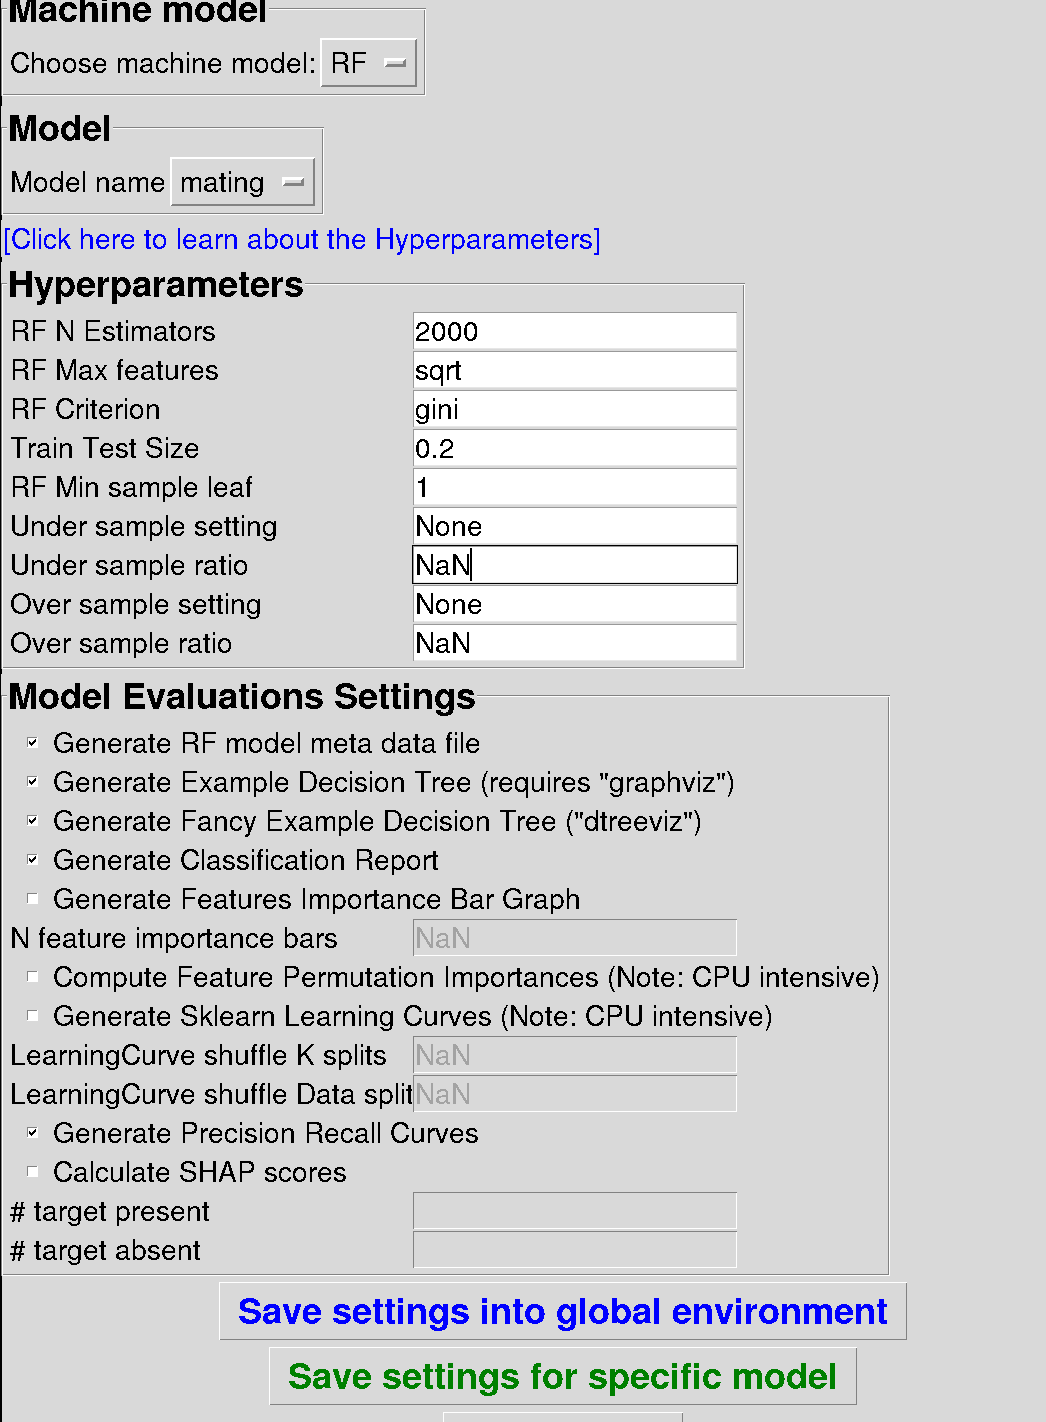 Machine model
Choose machine model: RF
Model
Model name mating
[Click here to learn about the Hyperparameters]
Hyperparameters
RF N Estimators 2000
RF Max features sqrt
RF Criterion gini
Train Test Size 0.2
RF Min sample leaf 1
Under sample setting None
Under sample ratio NaN
Over sample setting None
Over sample ratio NaN
Model Evaluations Settings
Generate RF model meta data file
Generate Example Decision Tree (requires "graphviz")
Generate Fancy Example Decision Tree ("dtreeviz")
Generate Classification Report
Generate Features Importance Bar Graph
N feature importance bars NaN
Compute Feature Permutation Importances (Note: CPU intensive)
Generate Sklearn Learning Curves (Note: CPU intensive)
LearningCurve shuffle K splits NaN
LearningCurve shuffle Data split NaN
Generate Precision Recall Curves
Calculate SHAP scores
# target present
# target absent
Save settings into global environment
Save settings for specific model